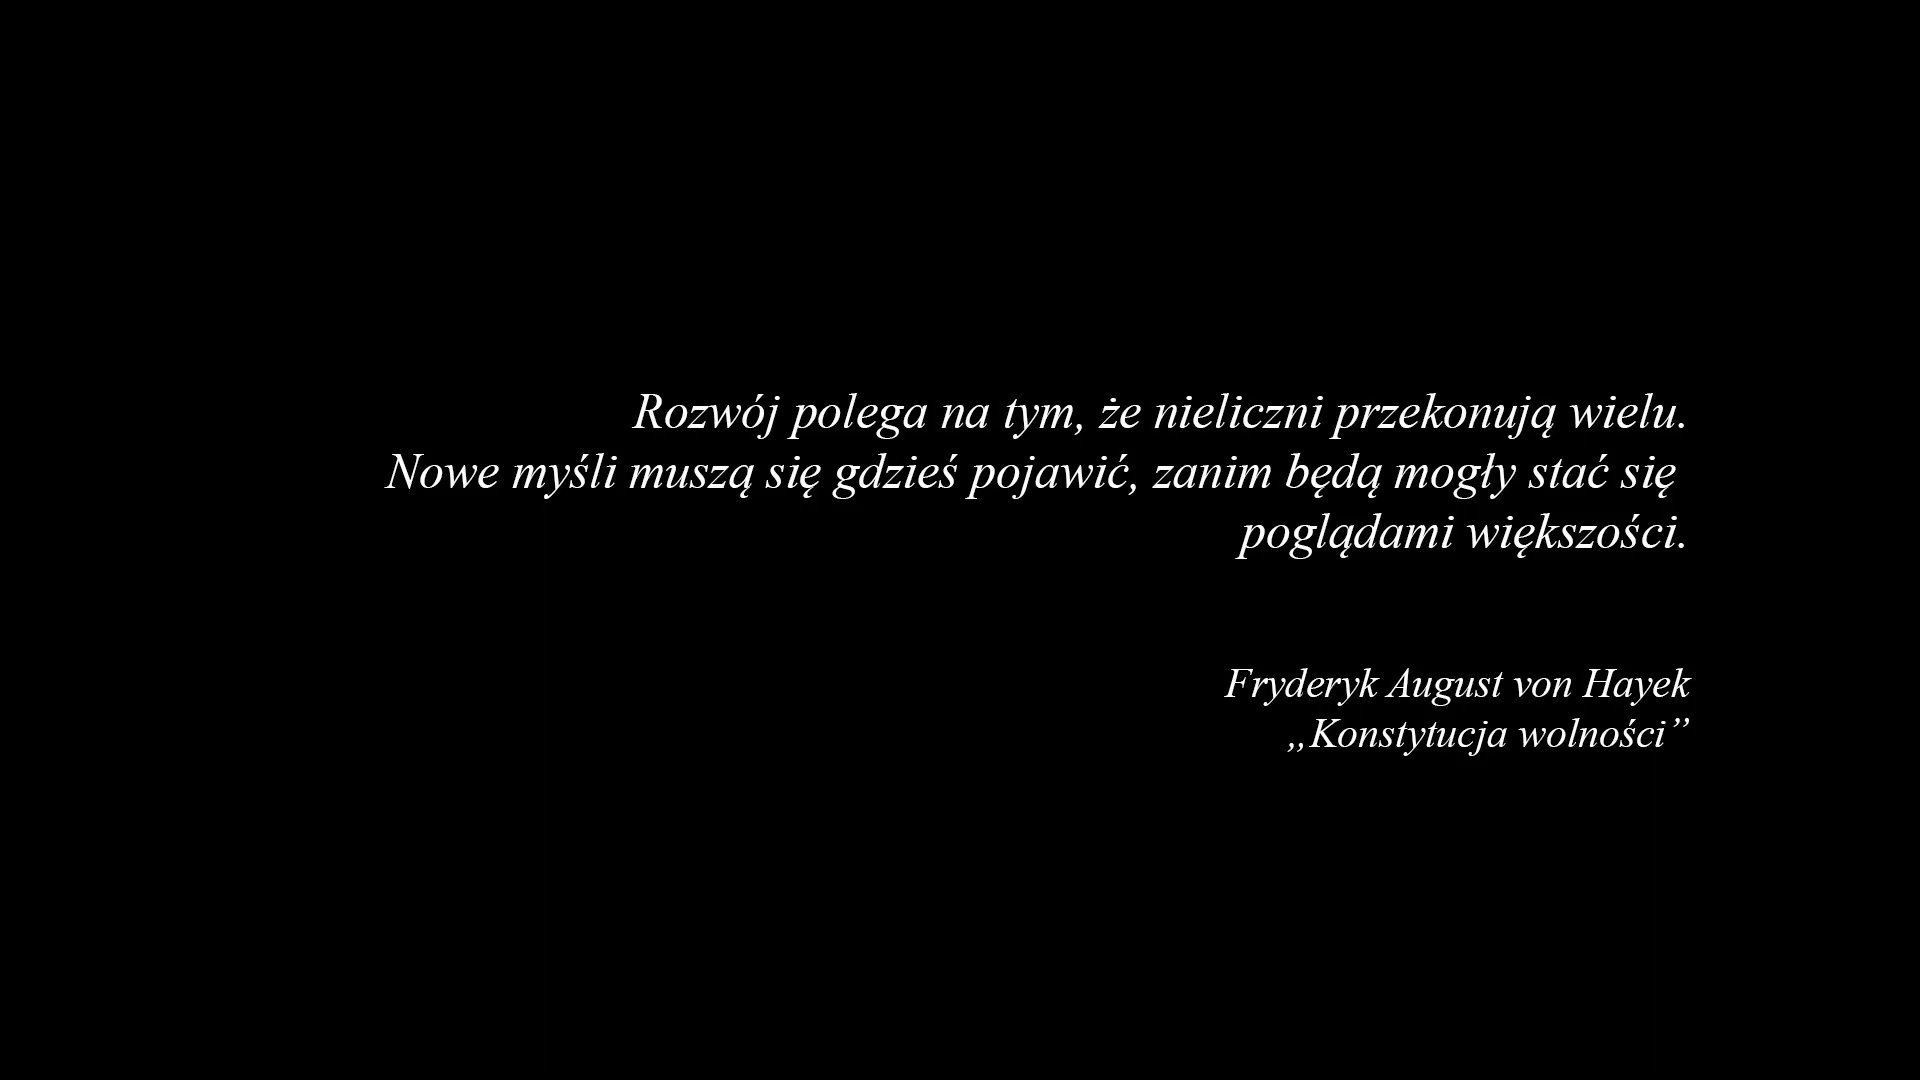 Rozwój polega na tym, że nieliczni przekonują wielu.
Nowe myśli muszą się gdzieś pojawić, zanim będą mogły stać się
poglądami większości.
Fryderyk August von Hayek
„Konstytucja wolności”